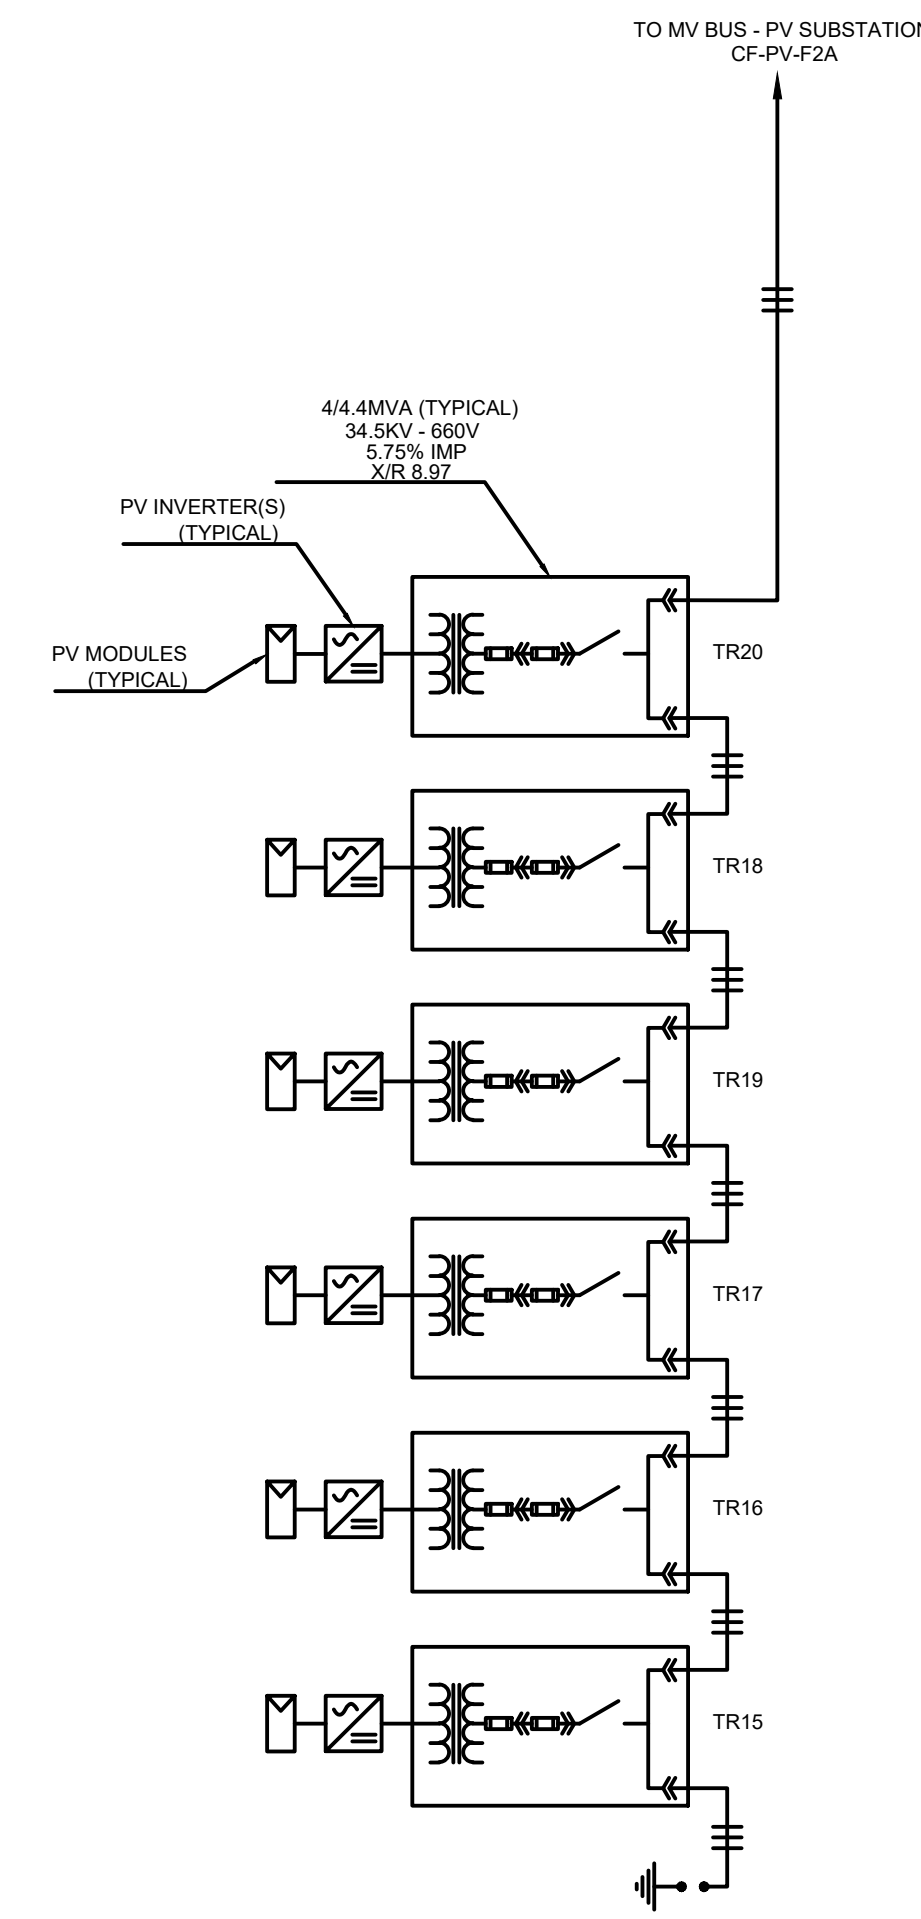 TO MV BUS - PV SUBSTATION
CF-PV-F2A
4/4.4MVA (TYPICAL)
34.5KV - 660V
5.75% IMP
X/R 8.97
PV INVERTER(S)
(TYPICAL)
PV MODULES
(TYPICAL)
TR20
TR18
TR19
TR17
TR16
TR15